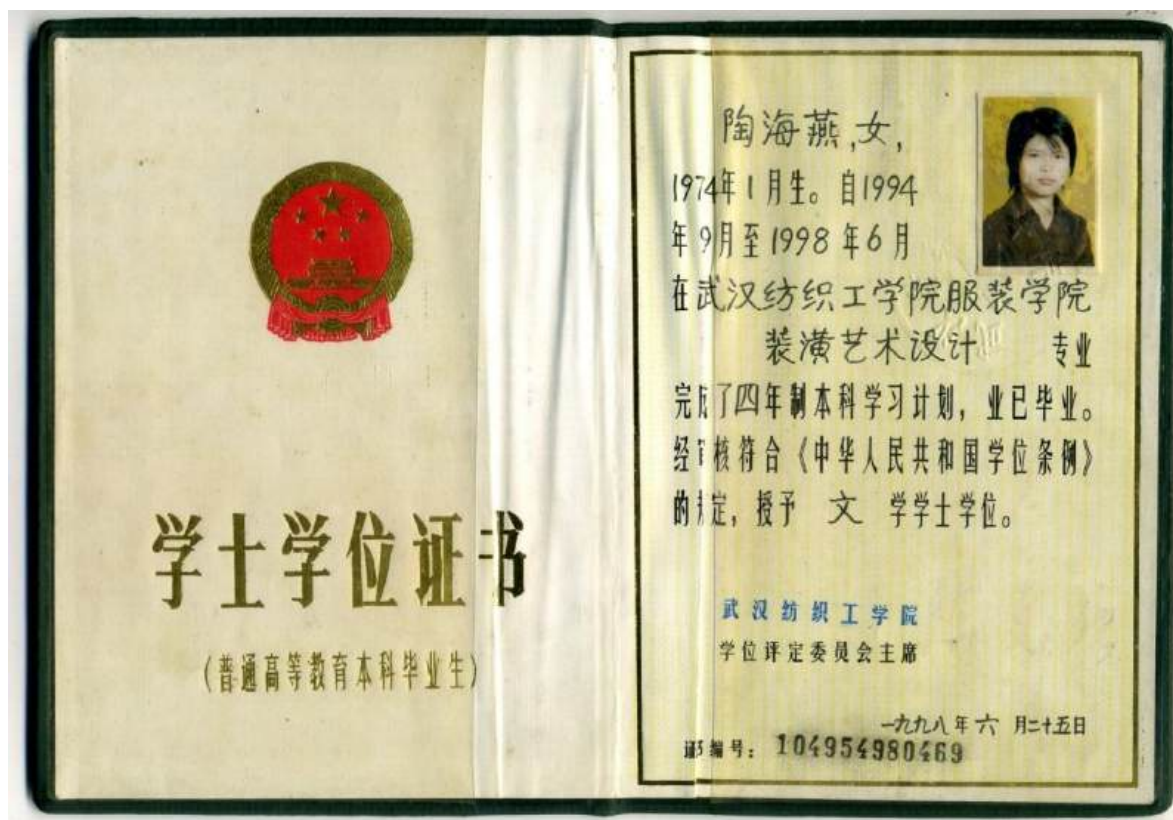 学士学位证书
(普通高等教育本科毕业生)
陶海燕,女,
1974年1月生。自1994
年9月至1998年6月
在武汉纺织工学院服装学院
装潢艺术设计 专业
完成了四年制本科学习计划,业已毕业。
经审核符合《中华人民共和国学位条例》
的规定,授予 文 学学士学位。
武汉纺织工学院
学位评定委员会主席
一九九八年六月二十五日
证书编号:104954980469